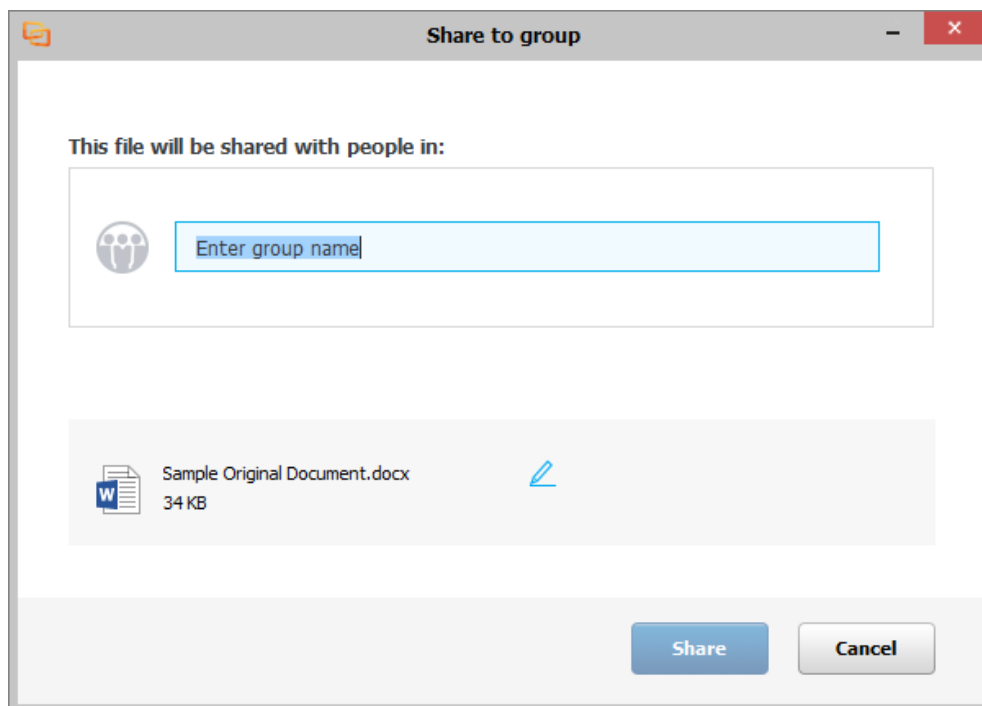 Share to group
This file will be shared with people in:
Enter group name
Sample Original Document.docx
W
34 KB
Share
Cancel